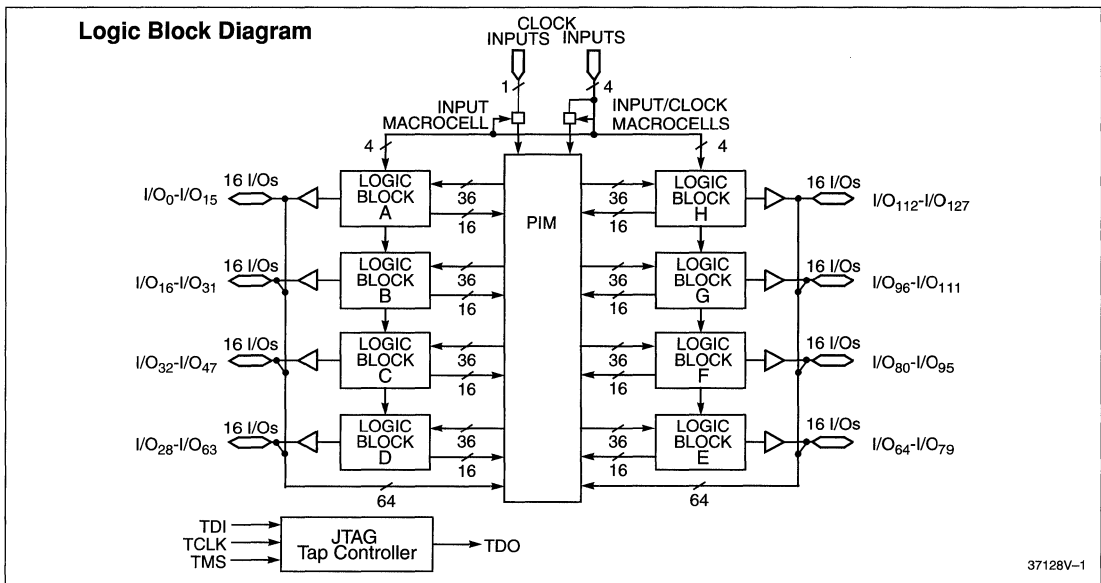 Logic Block Diagram
CLOCK
INPUTS INPUTS
1 4
INPUT
MACROCELL
INPUT/CLOCK
MACROCELLS
4 4
16 I/Os
I/O0-I/O15
LOGIC
BLOCK
A
36
16
PIM
36
16
LOGIC
BLOCK
H
16 I/Os
I/O112-I/O127
16 I/Os
I/O16-I/O31
LOGIC
BLOCK
B
36
16
36
16
LOGIC
BLOCK
G
16 I/Os
I/O96-I/O111
16 I/Os
I/O32-I/O47
LOGIC
BLOCK
C
36
16
36
16
LOGIC
BLOCK
F
16 I/Os
I/O80-I/O95
16 I/Os
I/O28-I/O63
LOGIC
BLOCK
D
36
16
36
16
LOGIC
BLOCK
E
16 I/Os
I/O64-I/O79
64 64
TDI
TCLK
TMS
JTAG
Tap Controller
TDO
37128V–1